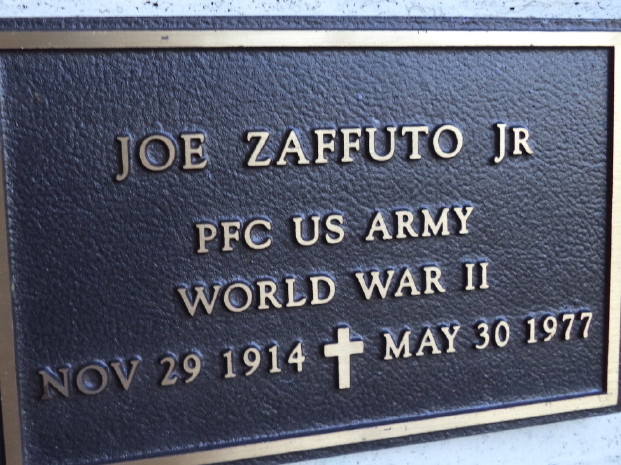 JOE ZAFFUTO JR
PFC US ARMY
WORLD WAR II
NOV 29 1914 MAY 30 1977